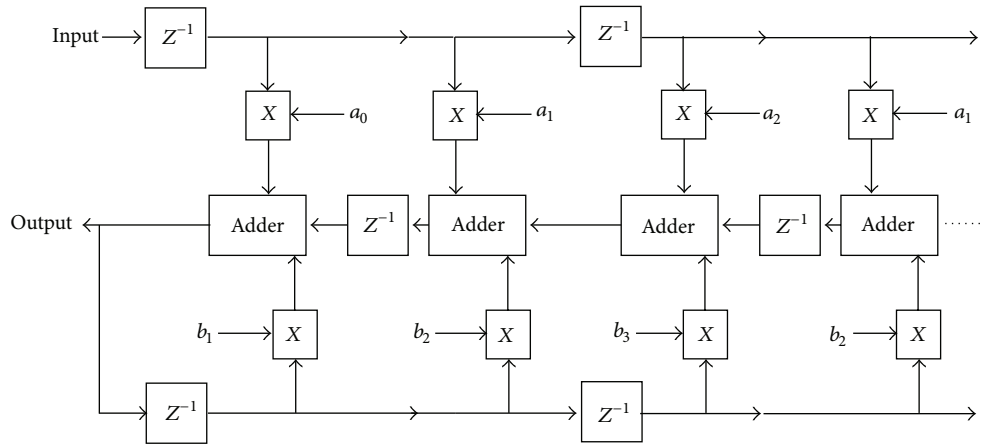 Input Z⁻¹ Z⁻¹
X a₀ X a₁ X a₂ X a₁
Output Adder Z⁻¹ Adder Adder Z⁻¹ Adder ......
b₁ X b₂ X b₃ X b₂ X
Z⁻¹ Z⁻¹